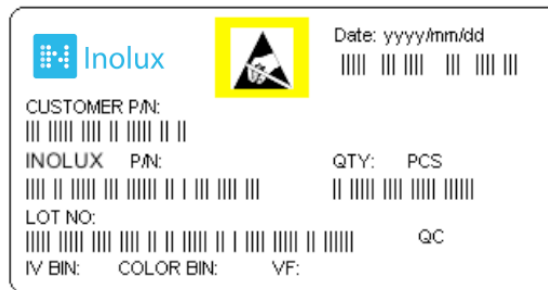 Inolux
Date: yyyy/mm/dd
CUSTOMER P/N:
INOLUX P/N:
QTY: PCS
LOT NO:
QC
IV BIN: COLOR BIN: VF: